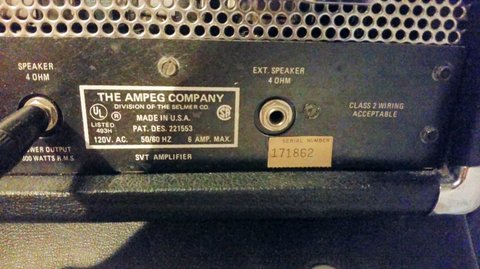 SPEAKER
4 OHM
THE AMPEG COMPANY
DIVISION OF THE SELMER CO.
UL
®
LISTED
493H
MADE IN U.S.A.
PAT. DES. 221553
120V. AC. 50/60 HZ 6 AMP. MAX.
OUTPUT
WATTS R.M.S.
SVT AMPLIFIER
EXT. SPEAKER
4 OHM
CLASS 2 WIRING
ACCEPTABLE
SERIAL NUMBER
171862